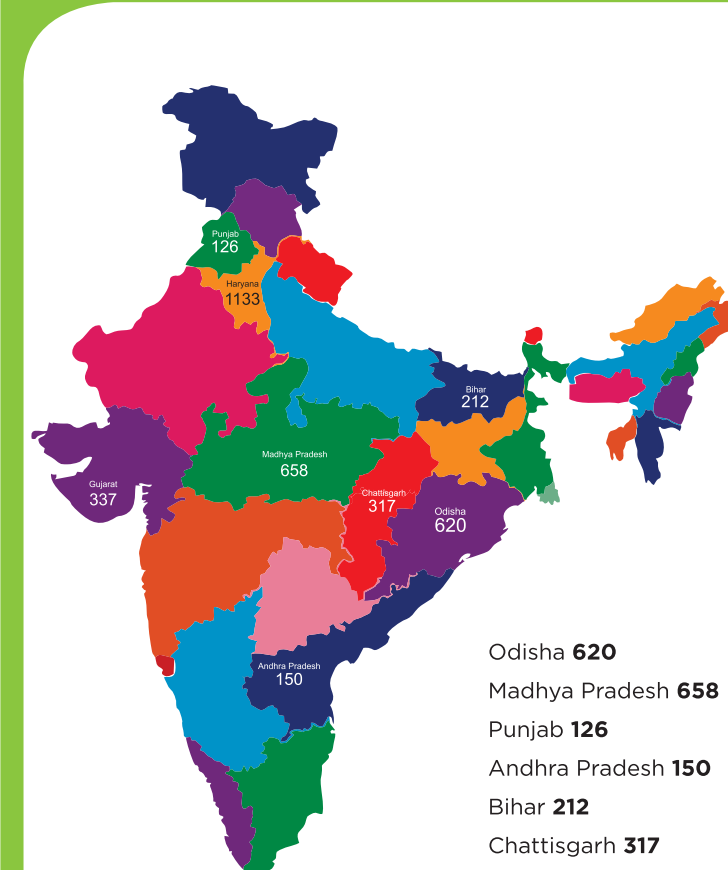 Punjab
126
Haryana
1133
Bihar
212
Madhya Pradesh
658
Gujarat
337
Chattisgarh
317
Odisha
620
Andhra Pradesh
150
Odisha 620
Madhya Pradesh 658
Punjab 126
Andhra Pradesh 150
Bihar 212
Chattisgarh 317